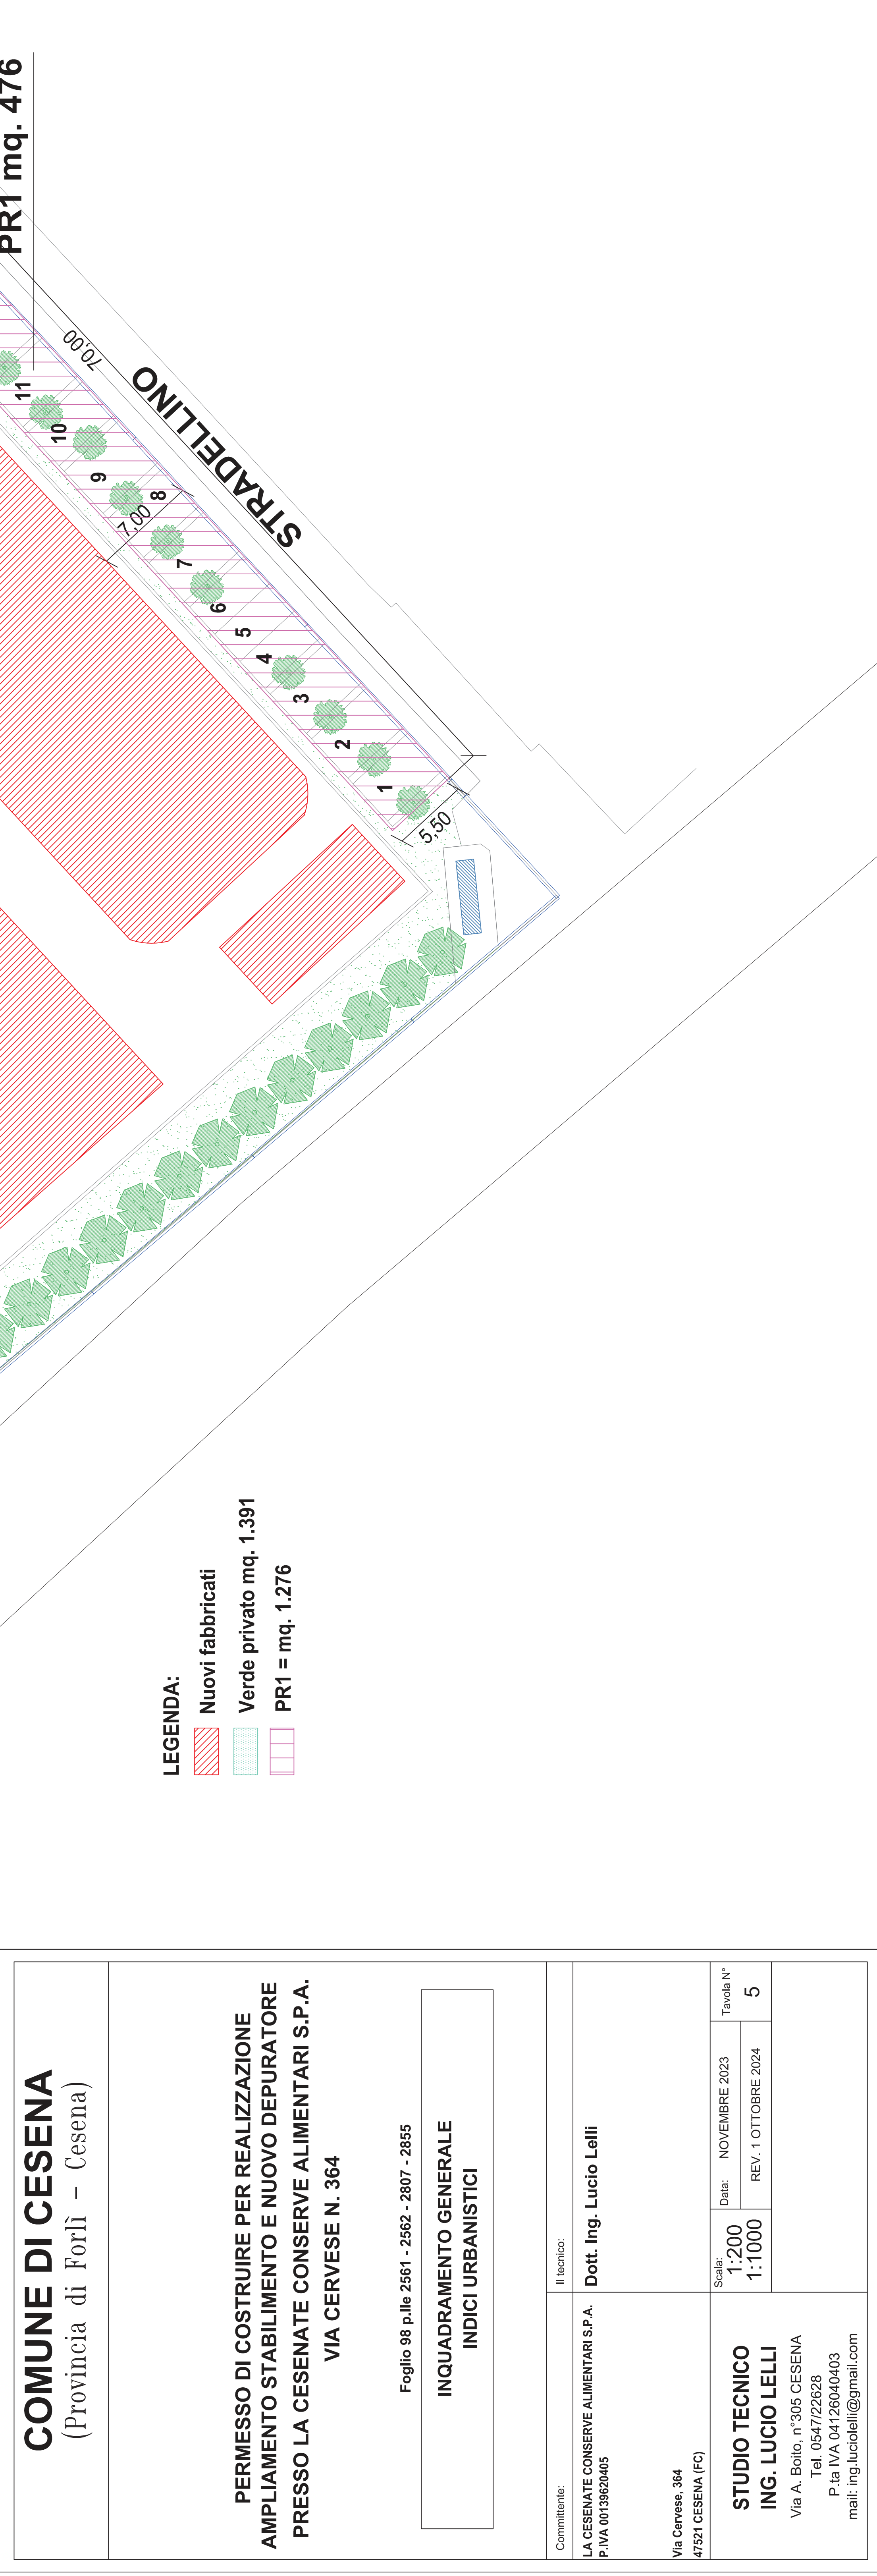 PR1 mq. 476
70,00
STRADELLINO
7,00
5,50
11
10
9
8
7
6
5
4
3
2
1
LEGENDA:
Nuovi fabbricati
Verde privato mq. 1.391
PR1 = mq. 1.276
COMUNE DI CESENA
(Provincia di Forlì - Cesena)
PERMESSO DI COSTRUIRE PER REALIZZAZIONE
AMPLIAMENTO STABILIMENTO E NUOVO DEPURATORE
PRESSO LA CESENATE CONSERVE ALIMENTARI S.P.A.
VIA CERVESE N. 364
Foglio 98 p.lle 2561 - 2562 - 2807 - 2855
INQUADRAMENTO GENERALE
INDICI URBANISTICI
Committente:
LA CESENATE CONSERVE ALIMENTARI S.P.A.
P.IVA 00139620405
Via Cervese, 364
47521 CESENA (FC)
Il tecnico:
Dott. Ing. Lucio Lelli
STUDIO TECNICO
ING. LUCIO LELLI
Via A. Boito, n°305 CESENA
Tel. 0547/22628
P.ta IVA 04126040403
mail: ing.luciolelli@gmail.com
Scala:
1:200
1:1000
Data: NOVEMBRE 2023
REV. 1 OTTOBRE 2024
Tavola N°
5